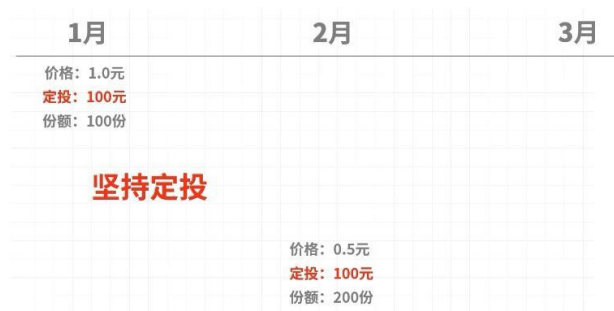 1月 2月 3月
价格：1.0元
定投：100元
份额：100份
坚持定投
价格：0.5元
定投：100元
份额：200份